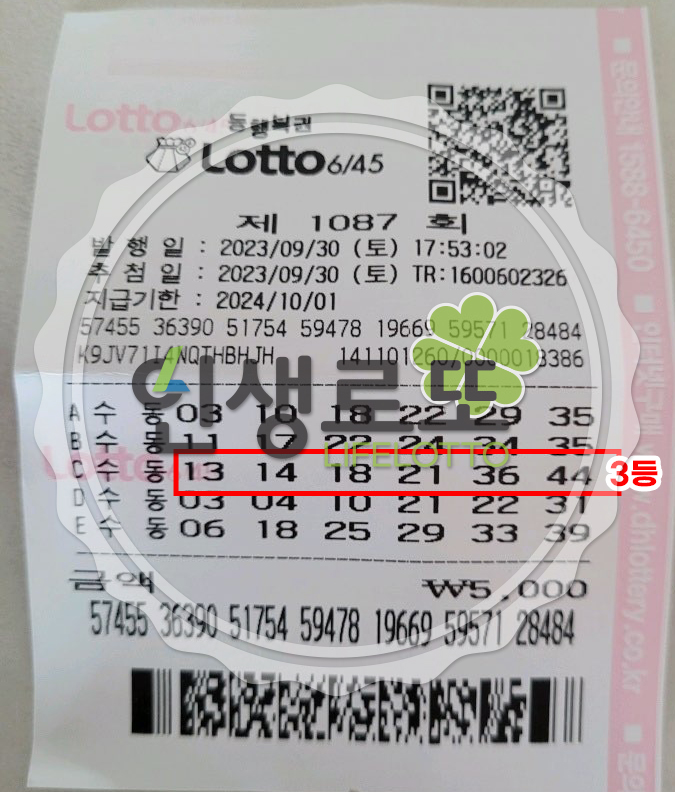 Lotto
동행복권
Lotto 6/45
제 1087 회
발 행 일 : 2023/09/30 (토) 17:53:02
추 첨 일 : 2023/09/30 (토) TR:1600602326
지급기한 : 2024/10/01
57455 36390 51754 59478 19669 59571 28484
K9JV71I4NQTHBHJH 141101260/0000018386
인생로또
LIFELOTTO
A 수 동 03 10 18 22 29 35
B 수 동 11 17 22 24 34 35
C 수 동 13 14 18 21 36 44
3등
D 수 동 03 04 10 21 22 31
E 수 동 06 18 25 29 33 39
금액 ₩5,000
57455 36390 51754 59478 19669 59571 28484
1588-6450
dhlottery.co.kr